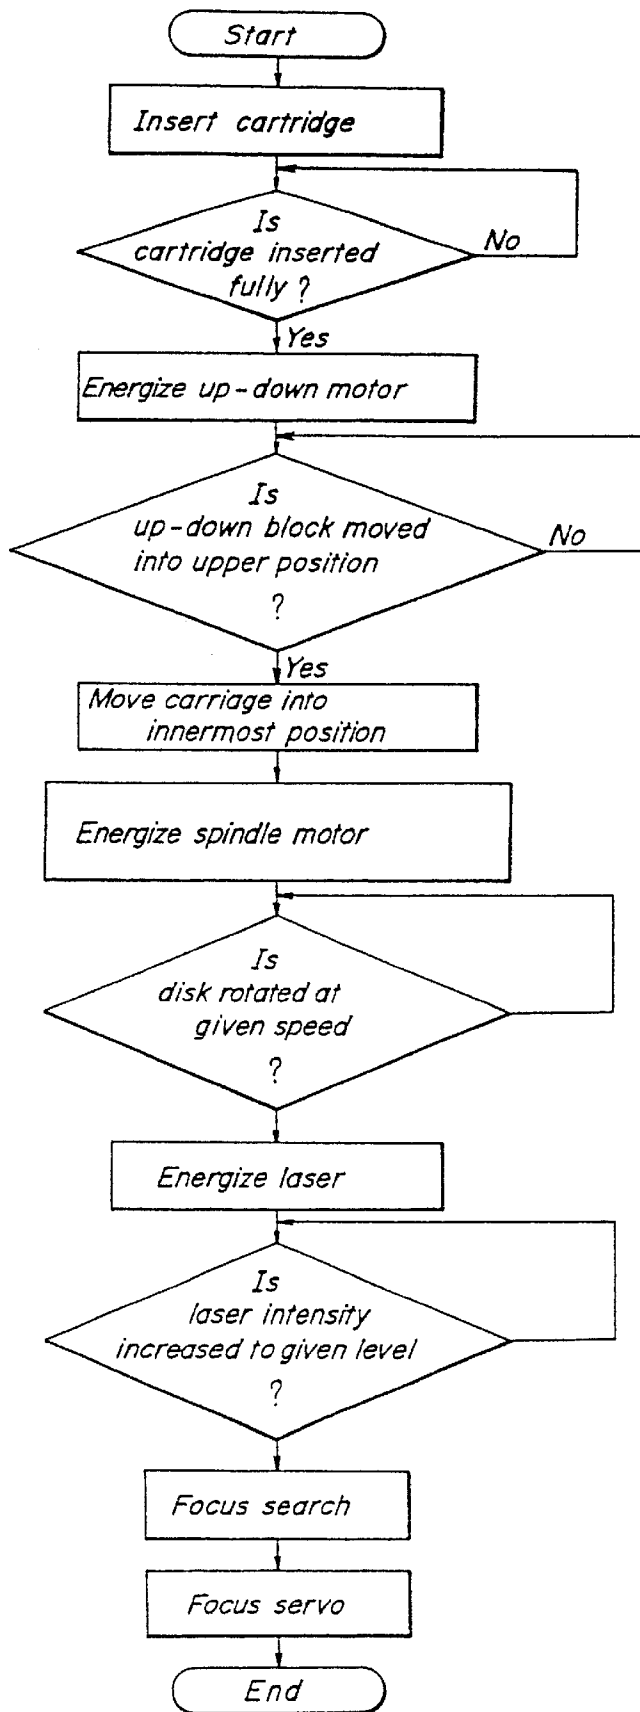 Start
Insert cartridge
Is
cartridge inserted
fully ?
No
Yes
Energize up-down motor
Is
up-down block moved
into upper position
?
No
Yes
Move carriage into
innermost position
Energize spindle motor
Is
disk rotated at
given speed
?
Energize laser
Is
laser intensity
increased to given level
?
Focus search
Focus servo
End